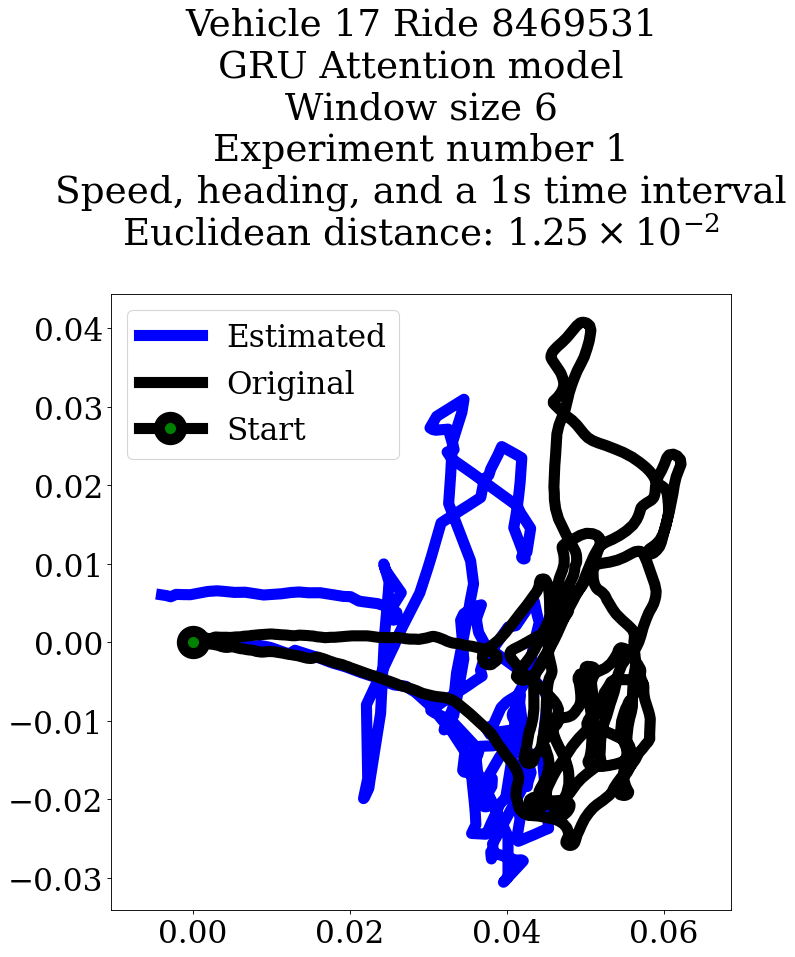 Vehicle 17 Ride 8469531
GRU Attention model
Window size 6
Experiment number 1
Speed, heading, and a 1s time interval
Euclidean distance: 1.25 × 10⁻²
Estimated
Original
Start
0.04
0.03
0.02
0.01
0.00
−0.01
−0.02
−0.03
0.00 0.02 0.04 0.06